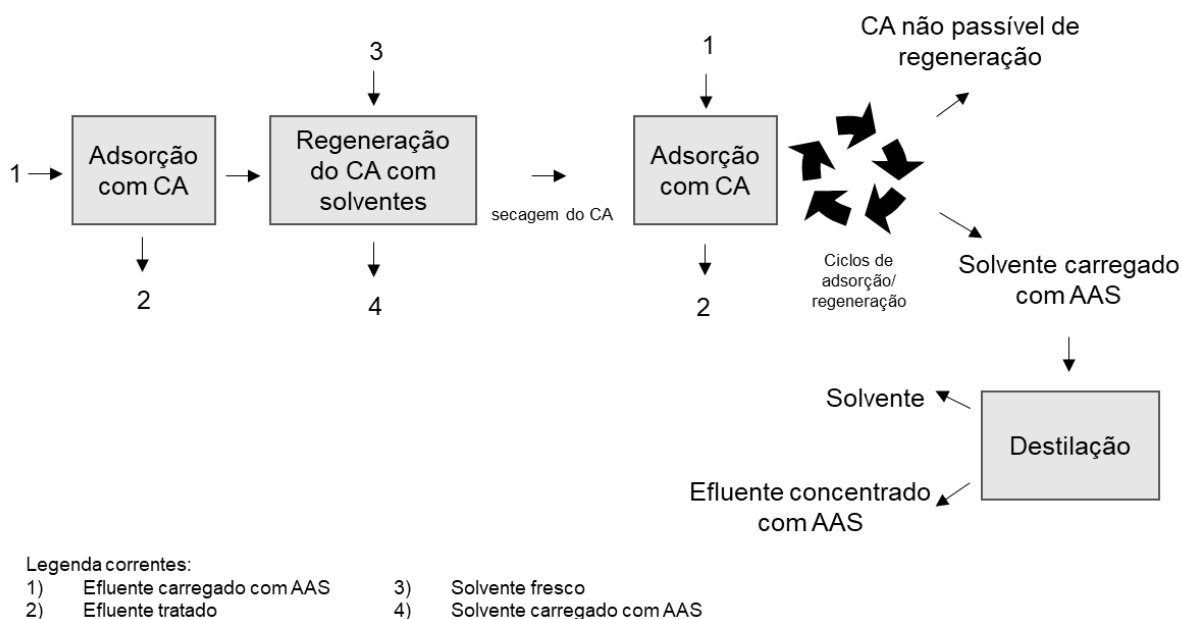 3
1
CA não passível de
regeneração
1
Adsorção
com CA
Regeneração
do CA com
solventes
secagem do CA
Adsorção
com CA
2
4
2
Ciclos de
adsorção/
regeneração
Solvente carregado
com AAS
Solvente
Destilação
Efluente concentrado
com AAS
Legenda correntes:
1) Efluente carregado com AAS
2) Efluente tratado
3) Solvente fresco
4) Solvente carregado com AAS